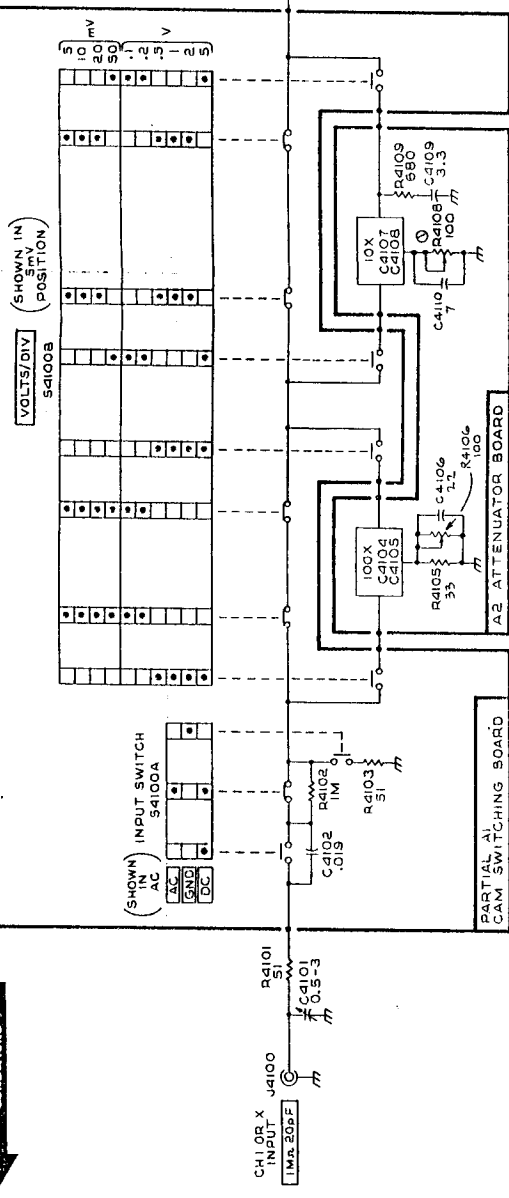 CH 1 OR X
INPUT
1MΩ 20pF
J4100
C4101
0.5-3
R4101
51
(SHOWN
IN
AC)
AC
GND
DC
INPUT SWITCH
S4100A
C4102
.019
R4102
1M
R4103
51
PARTIAL A1
CAM SWITCHING BOARD
VOLTS/DIV
S4100B
(SHOWN IN
5mV
POSITION)
5
10
20
50
mV
.1
.2
.5
1
2
5
V
100X
C4104
C4105
R4105
33
C4106
22
R4106
100
A2 ATTENUATOR BOARD
10X
C4107
C4108
C4110
7
R4108
100
R4109
680
C4109
3.3